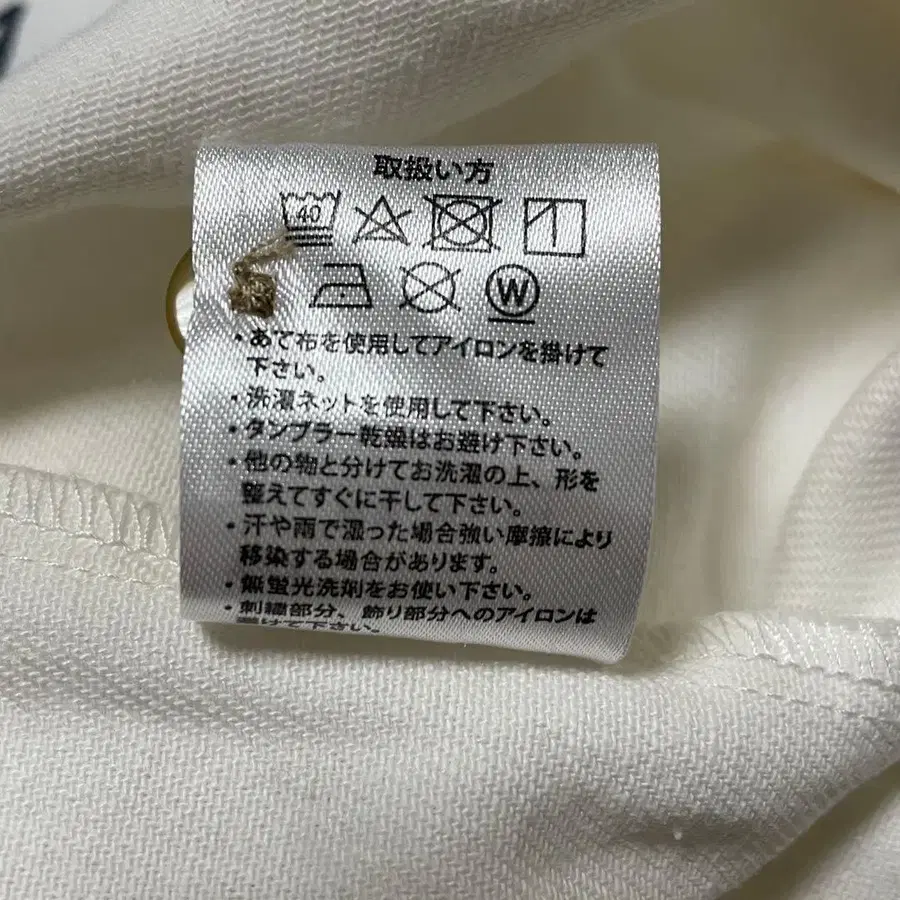 取扱い方
40
W
・あて布を使用してアイロンを掛けて
下さい。
・洗濯ネットを使用して下さい。
・タンブラー乾燥はお避け下さい。
・他の物と分けてお洗濯の上、形を
整えてすぐに干して下さい。
・汗や雨で湿った場合強い摩擦により
移染する場合があります。
・無蛍光洗剤をお使い下さい。
・刺繍部分、飾り部分へのアイロンは
避けて下さい。